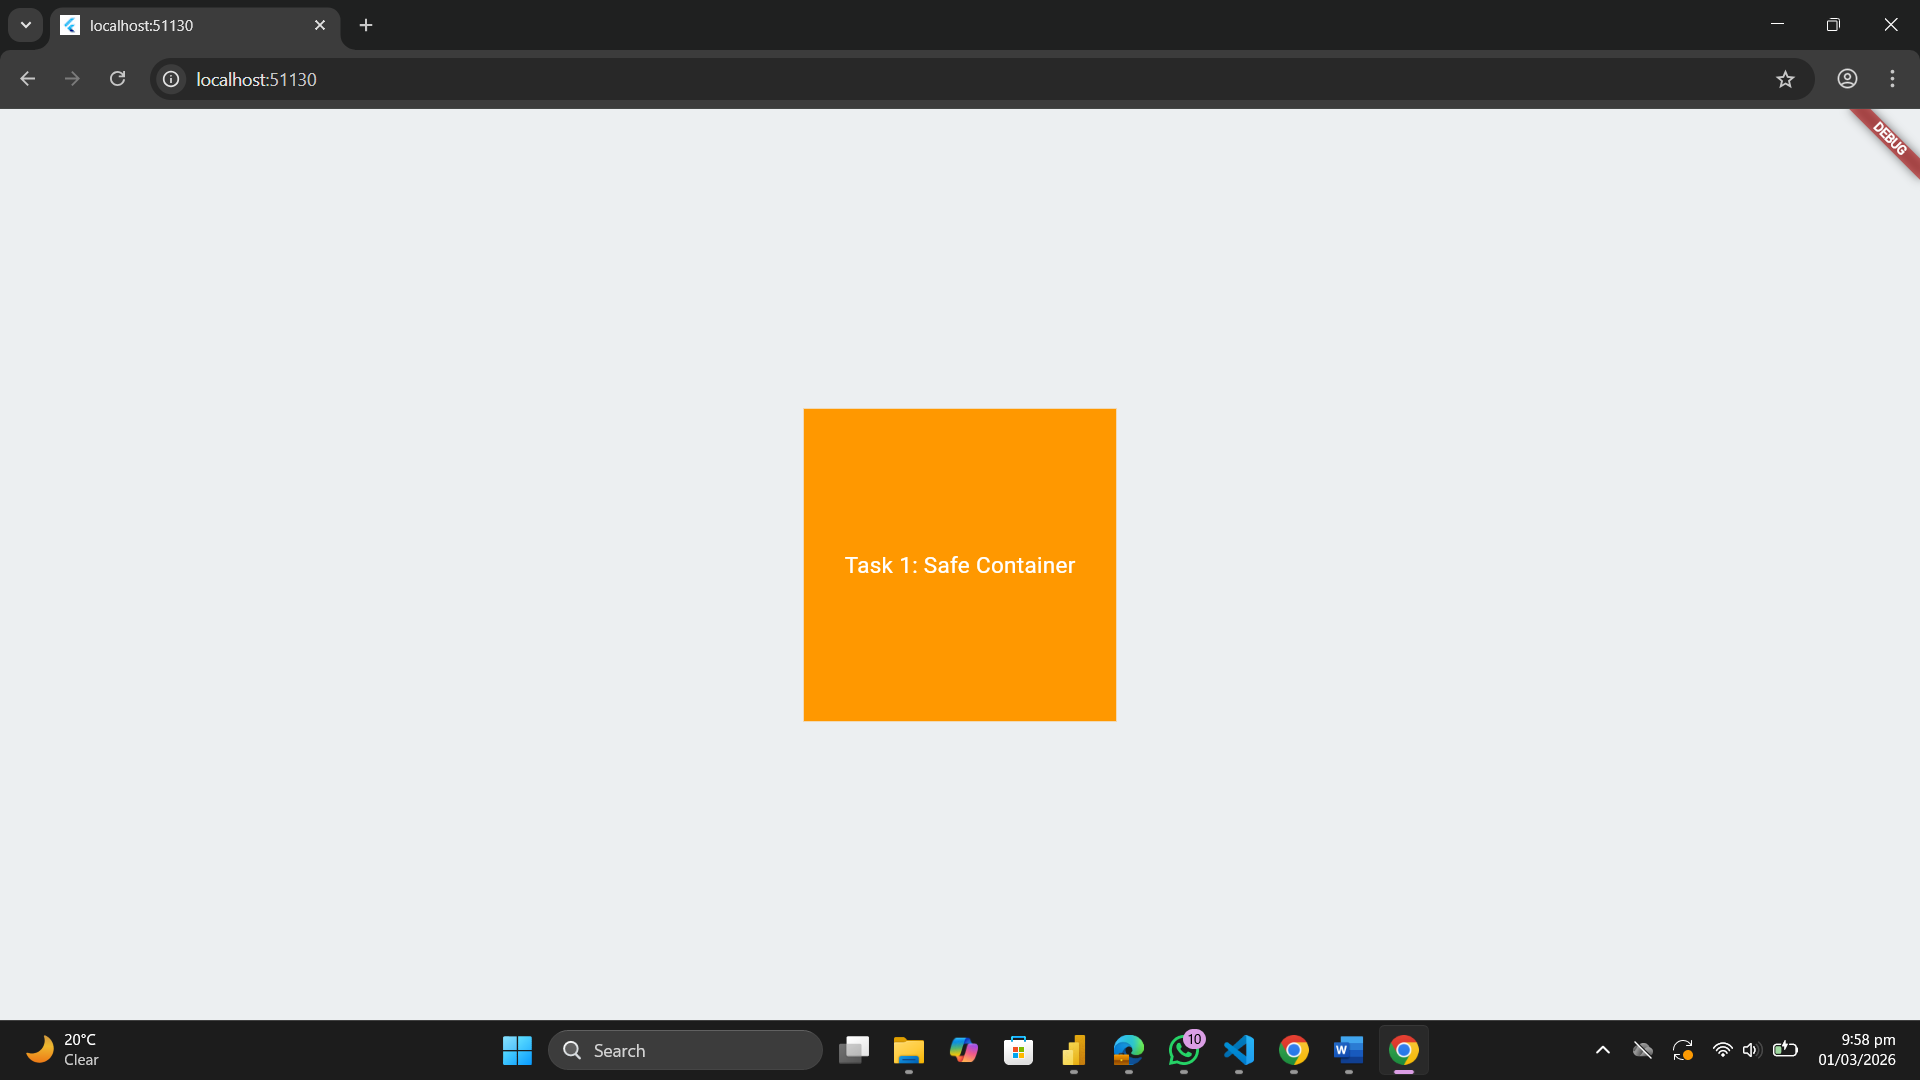 localhost:51130
localhost:51130
DEBUG
Task 1: Safe Container
20°C
Clear
Search
10
9:58 pm
01/03/2026